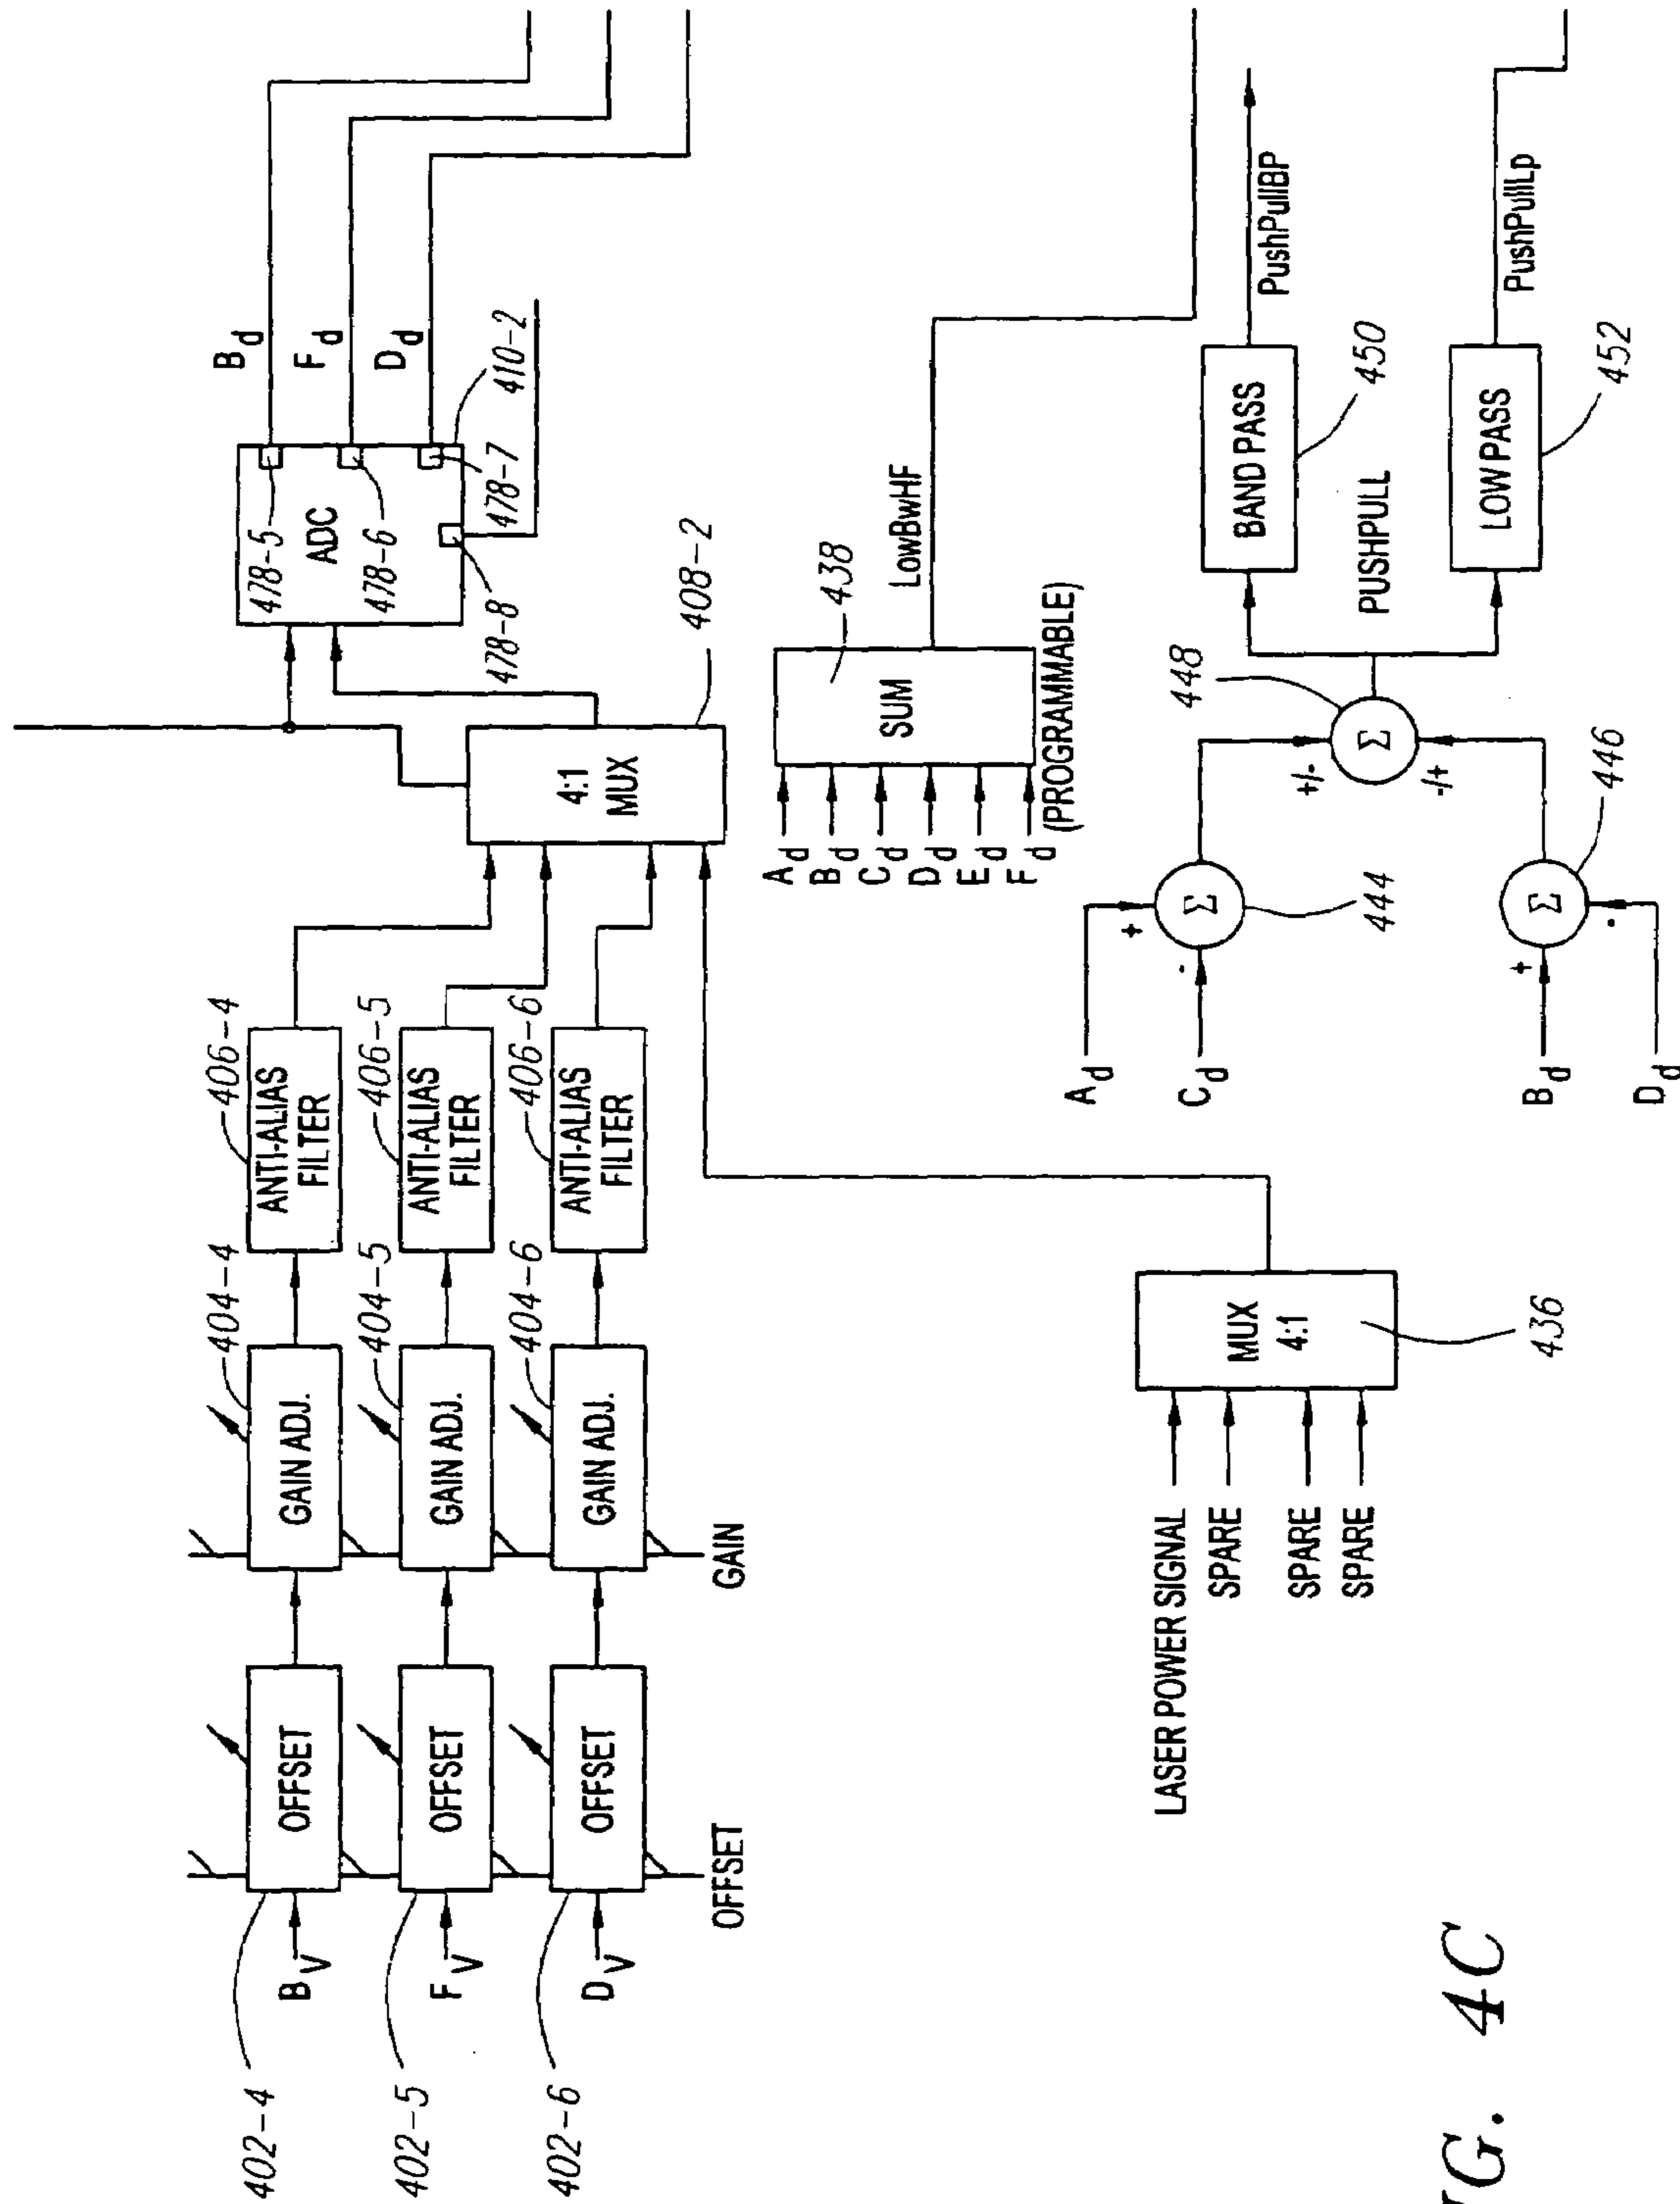 402-4
402-5
402-6
B_V
F_V
D_V
OFFSET
OFFSET
OFFSET
OFFSET
404-4
404-5
404-6
GAIN ADJ.
GAIN ADJ.
GAIN ADJ.
GAIN
406-4
406-5
406-6
ANTI-ALIAS
FILTER
ANTI-ALIAS
FILTER
ANTI-ALIAS
FILTER
4:1
MUX
408-2
ADC
478-5
478-6
478-7
478-8
410-2
B_d
F_d
D_d
LASER POWER SIGNAL
SPARE
SPARE
SPARE
MUX
4:1
436
A_d
B_d
C_d
D_d
E_d
F_d
(PROGRAMMABLE)
SUM
438
LowBwHF
A_d
C_d
B_d
D_d
+
-
Σ
444
+
-
Σ
446
+/-
-/+
Σ
448
PUSHPULL
BAND PASS
450
PushPullBP
LOW PASS
452
PushPullLp
IG. 4C